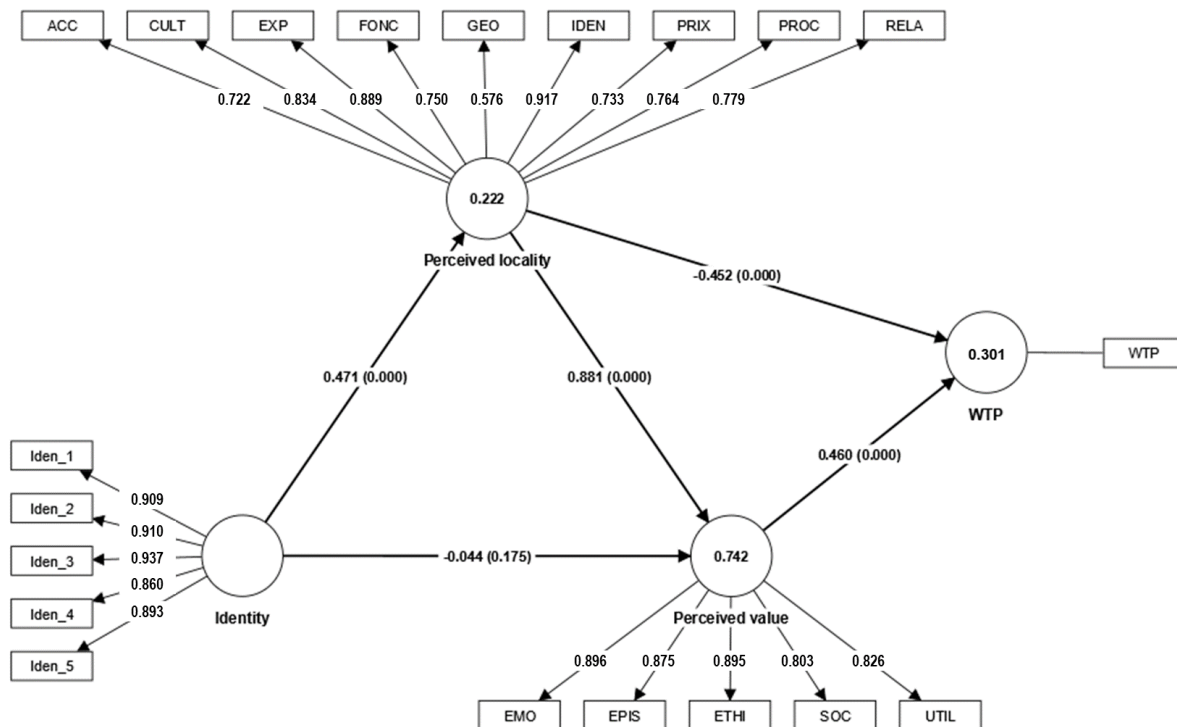 ACC CULT EXP FONC GEO IDEN PRIX PROC RELA
0.722 0.834 0.889 0.750 0.576 0.917 0.733 0.764 0.779
0.222
Perceived locality
-0.452 (0.000)
0.301
WTP
WTP
0.471 (0.000) 0.881 (0.000)
0.460 (0.000)
Iden_1
0.909
Iden_2
0.910
Iden_3
0.937
0.860
Iden_4
0.893
Iden_5
Identity
-0.044 (0.175)
0.742
Perceived value
0.896 0.875 0.895 0.803 0.826
EMO EPIS ETHI SOC UTIL